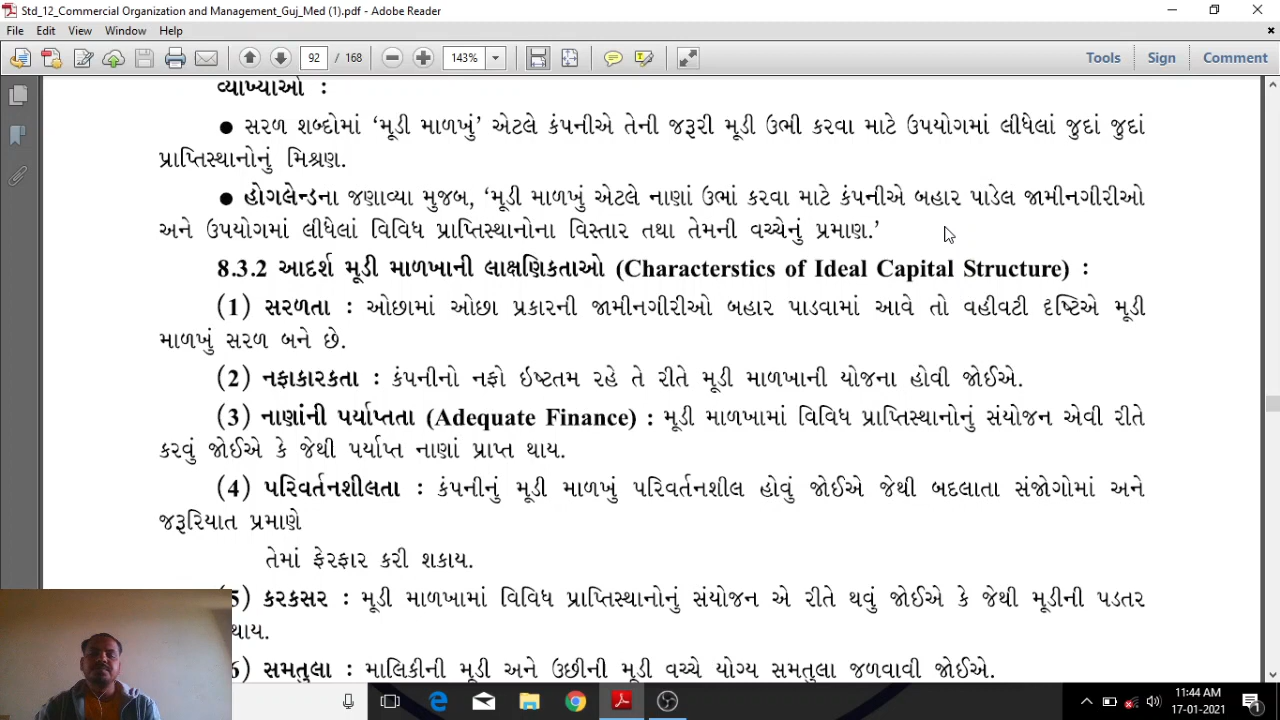 Std_12_Commercial Organization and Management_Guj_Med (1).pdf - Adobe Reader
File Edit View Window Help
92 / 168 143% Tools Sign Comment
વ્યાખ્યાઓ :
● સરળ શબ્દોમાં ‘મૂડી માળખું’ એટલે કંપનીએ તેની જરૂરી મૂડી ઉભી કરવા માટે ઉપયોગમાં લીધેલાં જુદાં જુદાં
પ્રાપ્તિસ્થાનોનું મિશ્રણ.
● હોગલેન્ડના જણાવ્યા મુજબ, ‘મૂડી માળખું એટલે નાણાં ઉભાં કરવા માટે કંપનીએ બહાર પાડેલ જામીનગીરીઓ
અને ઉપયોગમાં લીધેલાં વિવિધ પ્રાપ્તિસ્થાનોના વિસ્તાર તથા તેમની વચ્ચેનું પ્રમાણ.’
8.3.2 આદર્શ મૂડી માળખાની લાક્ષણિકતાઓ (Characterstics of Ideal Capital Structure) :
(1) સરળતા : ઓછામાં ઓછા પ્રકારની જામીનગીરીઓ બહાર પાડવામાં આવે તો વહીવટી દૃષ્ટિએ મૂડી
માળખું સરળ બને છે.
(2) નફાકારકતા : કંપનીનો નફો ઇષ્ટતમ રહે તે રીતે મૂડી માળખાની યોજના હોવી જોઈએ.
(3) નાણાંની પર્યાપ્તતા (Adequate Finance) : મૂડી માળખામાં વિવિધ પ્રાપ્તિસ્થાનોનું સંયોજન એવી રીતે
કરવું જોઈએ કે જેથી પર્યાપ્ત નાણાં પ્રાપ્ત થાય.
(4) પરિવર્તનશીલતા : કંપનીનું મૂડી માળખું પરિવર્તનશીલ હોવું જોઈએ જેથી બદલાતા સંજોગોમાં અને
જરૂરિયાત પ્રમાણે
તેમાં ફેરફાર કરી શકાય.
5) કરકસર : મૂડી માળખામાં વિવિધ પ્રાપ્તિસ્થાનોનું સંયોજન એ રીતે થવું જોઈએ કે જેથી મૂડીની પડતર
થાય.
6) સમતુલા : માલિકીની મૂડી અને ઉછીની મૂડી વચ્ચે યોગ્ય સમતુલા જળવાવી જોઈએ.
11:44 AM
17-01-2021